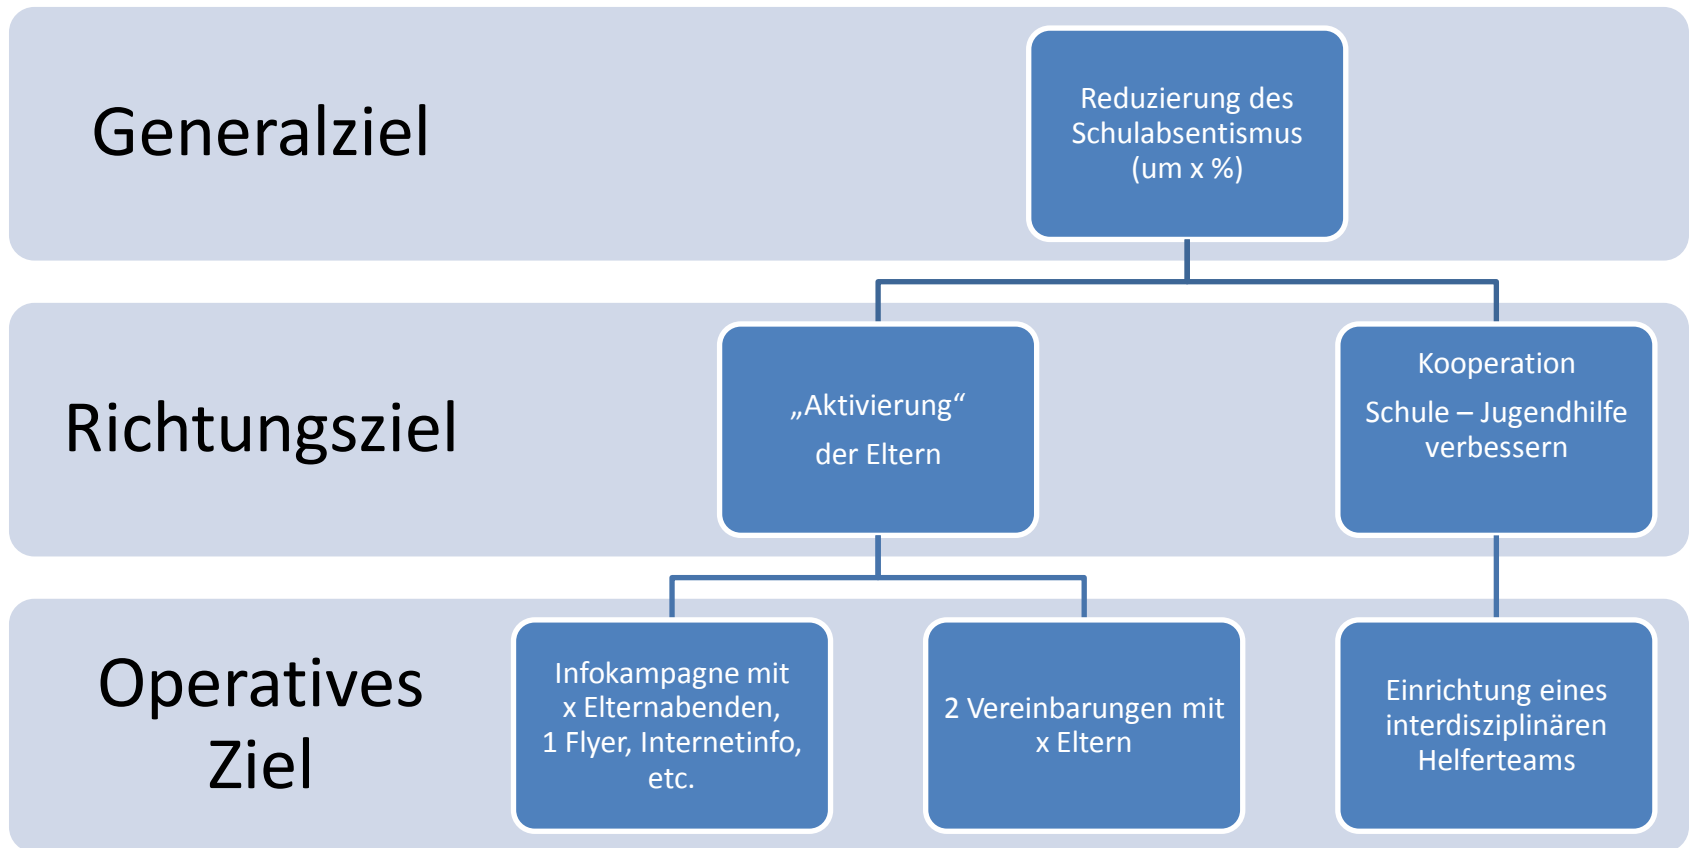 Generalziel
Reduzierung des
Schulabsentismus
(um x %)
Richtungsziel
„Aktivierung“
der Eltern
Kooperation
Schule – Jugendhilfe
verbessern
Operatives
Ziel
Infokampagne mit
x Elternabenden,
1 Flyer, Internetinfo,
etc.
2 Vereinbarungen mit
x Eltern
Einrichtung eines
interdisziplinären
Helferteams